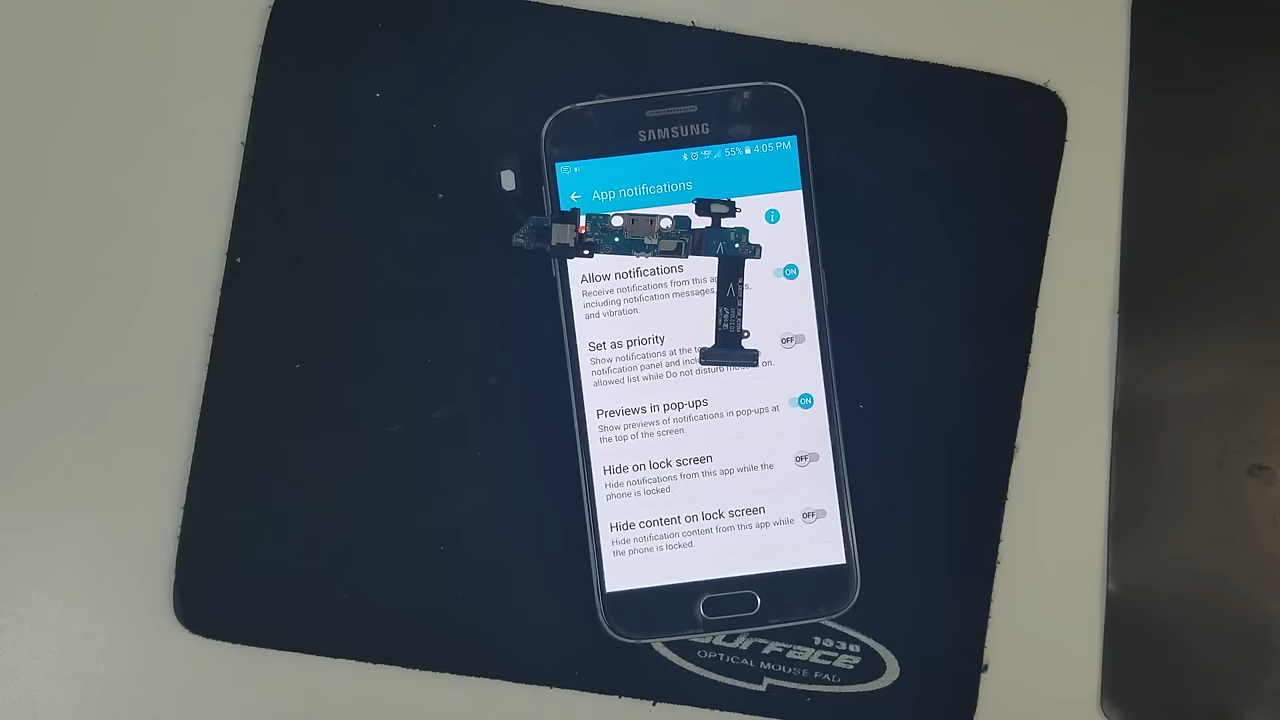 SAMSUNG
55% 4:05 PM
App notifications
Allow notifications
ON
Receive notifications from this
including notification messages,
and vibration.
Set as priority
OFF
Show notifications at the
notification panel and
allowed list while Do not disturb on.
Previews in pop-ups
ON
Show previews of notifications in pop-ups at
the top of the screen.
Hide on lock screen
OFF
Hide notifications from this app while the
phone is locked.
Hide content on lock screen
OFF
Hide notification content from this app while
the phone is locked.
1030
surface
OPTICAL MOUSE PAD